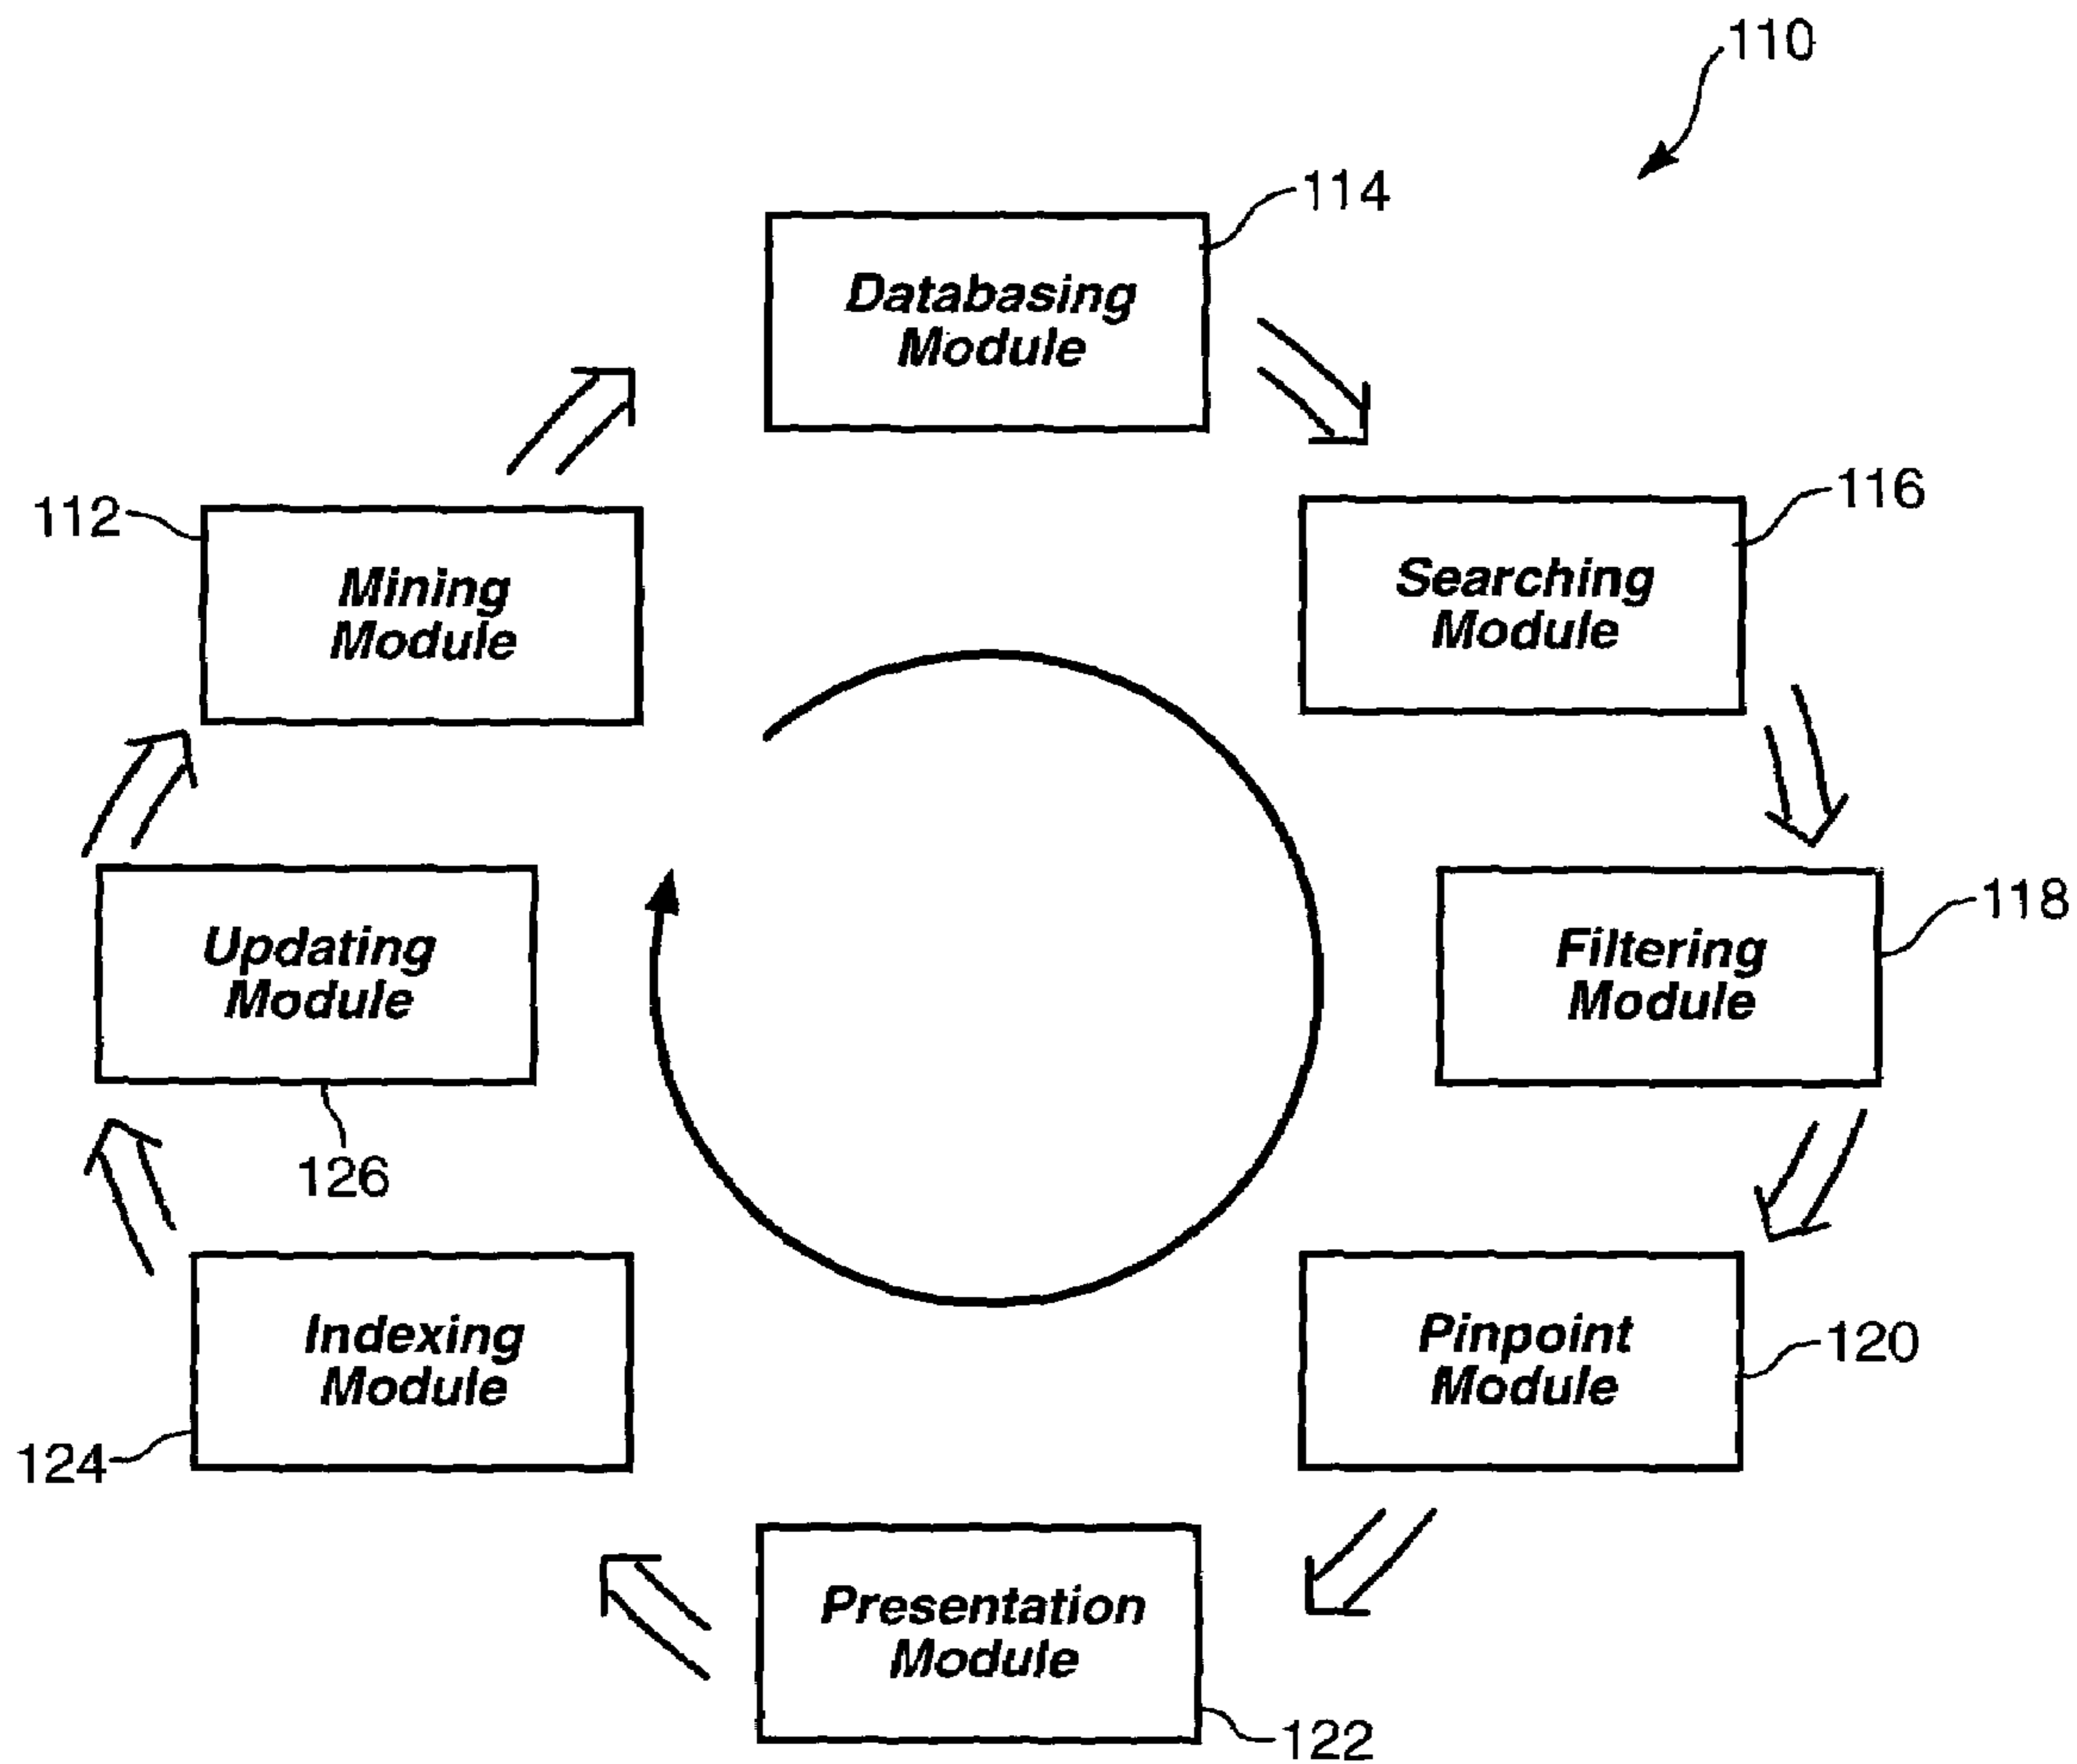 110
114
Databasing
Module
116
112
Mining
Module
Searching
Module
118
Updating
Module
Filtering
Module
126
Indexing
Module
Pinpoint
Module
120
124
Presentation
Module
122